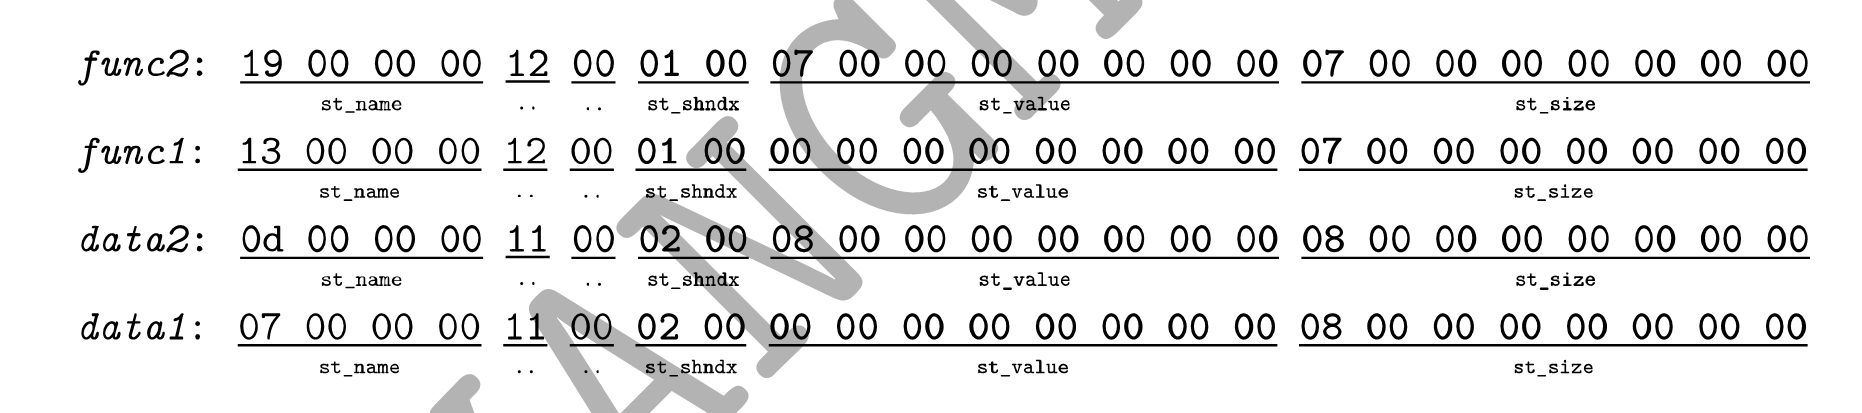 func2: 19 00 00 00 12 00 01 00 07 00 00 00 00 00 00 00 07 00 00 00 00 00 00 00
st_name .. .. st_shndx st_value st_size
func1: 13 00 00 00 12 00 01 00 00 00 00 00 00 00 00 00 07 00 00 00 00 00 00 00
st_name .. .. st_shndx st_value st_size
data2: 0d 00 00 00 11 00 02 00 08 00 00 00 00 00 00 00 08 00 00 00 00 00 00 00
st_name .. .. st_shndx st_value st_size
data1: 07 00 00 00 11 00 02 00 00 00 00 00 00 00 00 00 08 00 00 00 00 00 00 00
st_name .. .. st_shndx st_value st_size